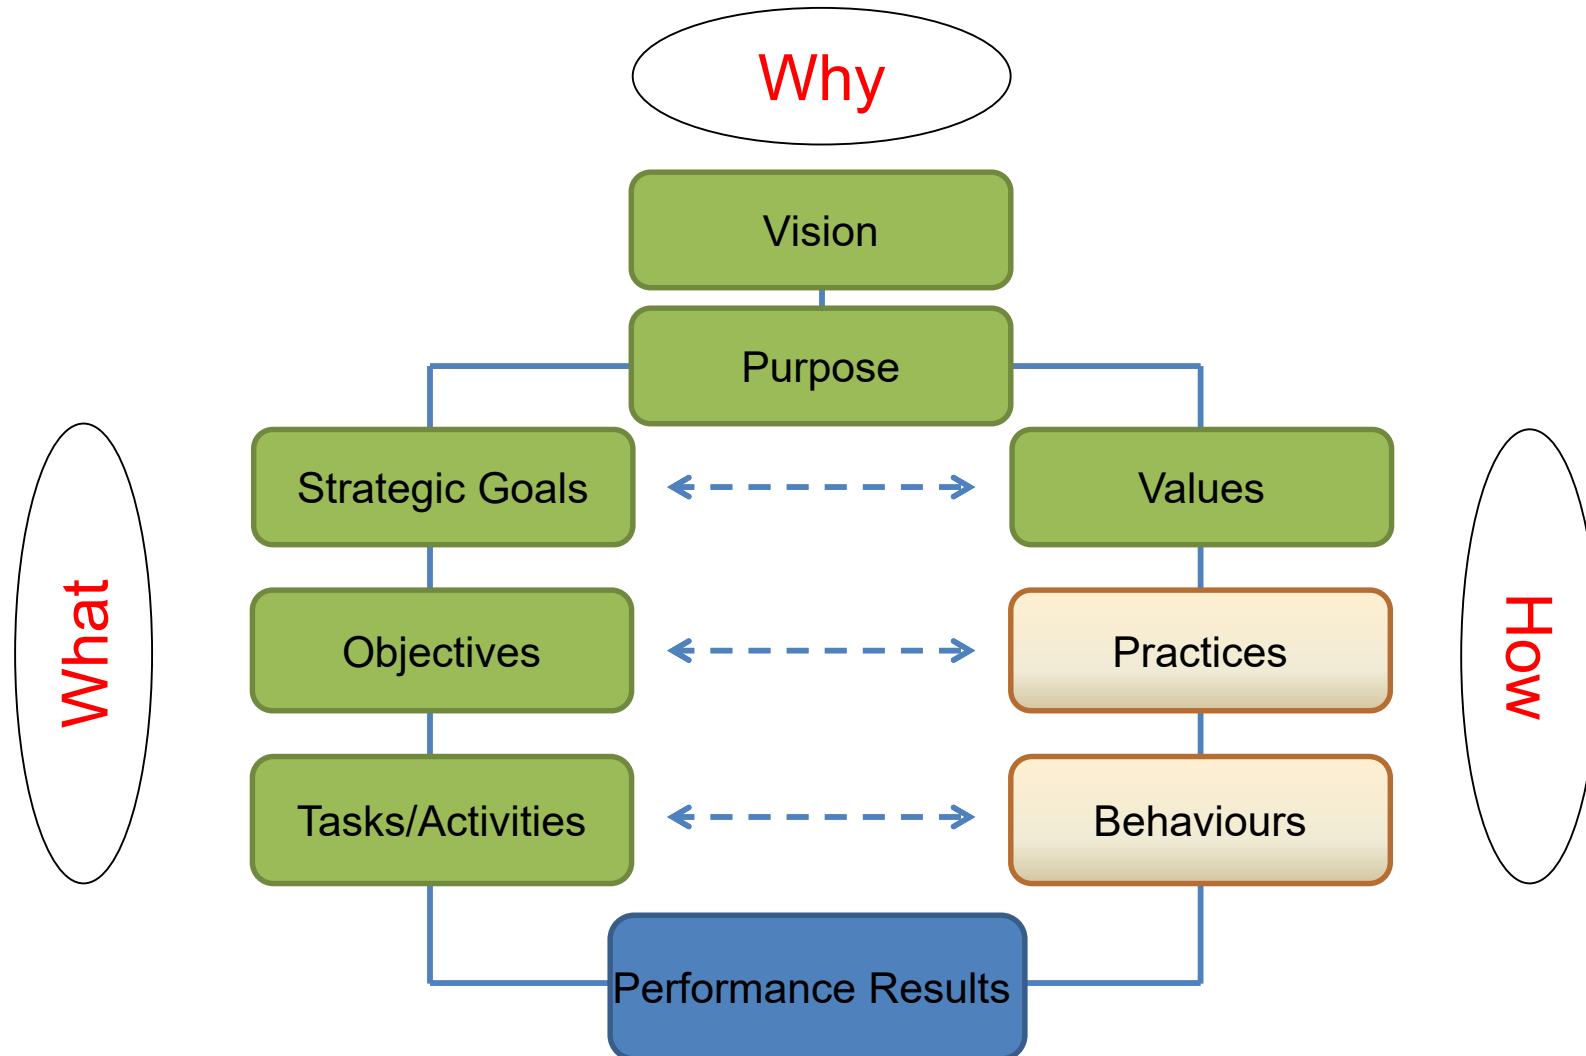 Why
Vision
Purpose
Strategic Goals
Values
What
How
Objectives
Practices
Tasks/Activities
Behaviours
Performance Results